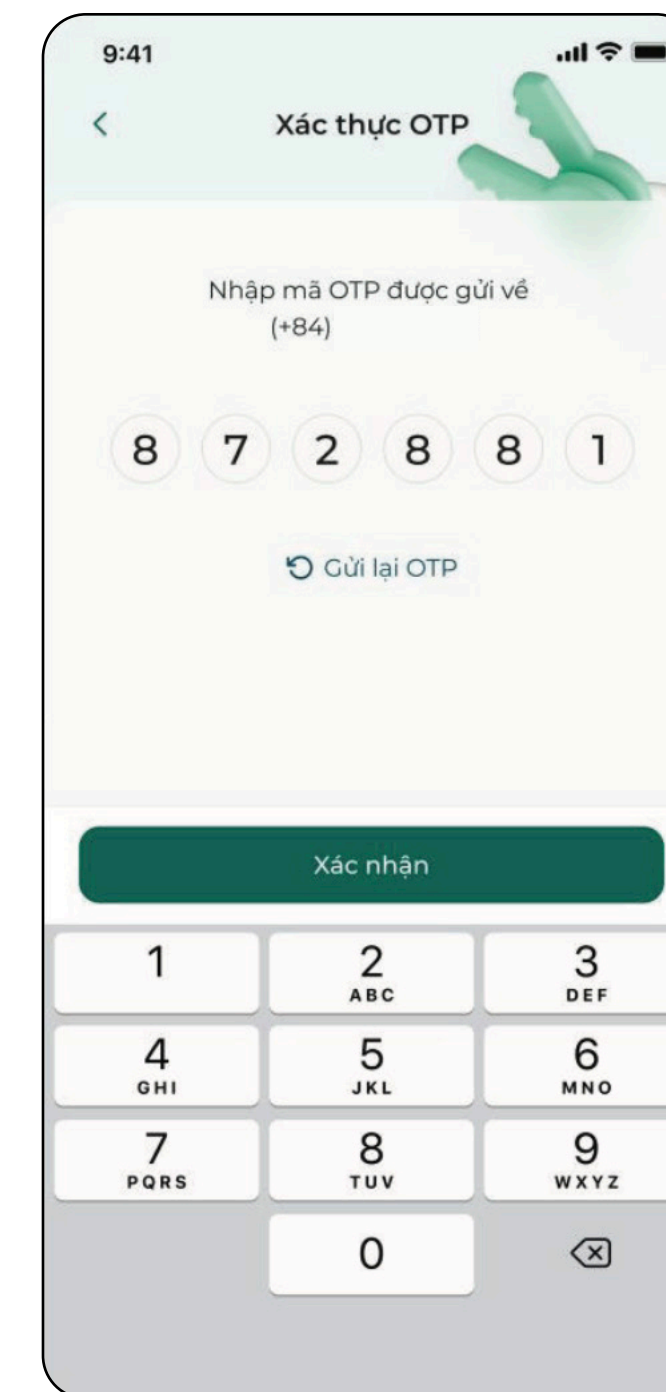 9:41
Xác thực OTP
Nhập mã OTP được gửi về
(+84)
8 7 2 8 8 1
Gửi lại OTP
Xác nhận
1 2 3
ABC DEF
4 5 6
GHI JKL MNO
7 8 9
PQRS TUV WXYZ
0